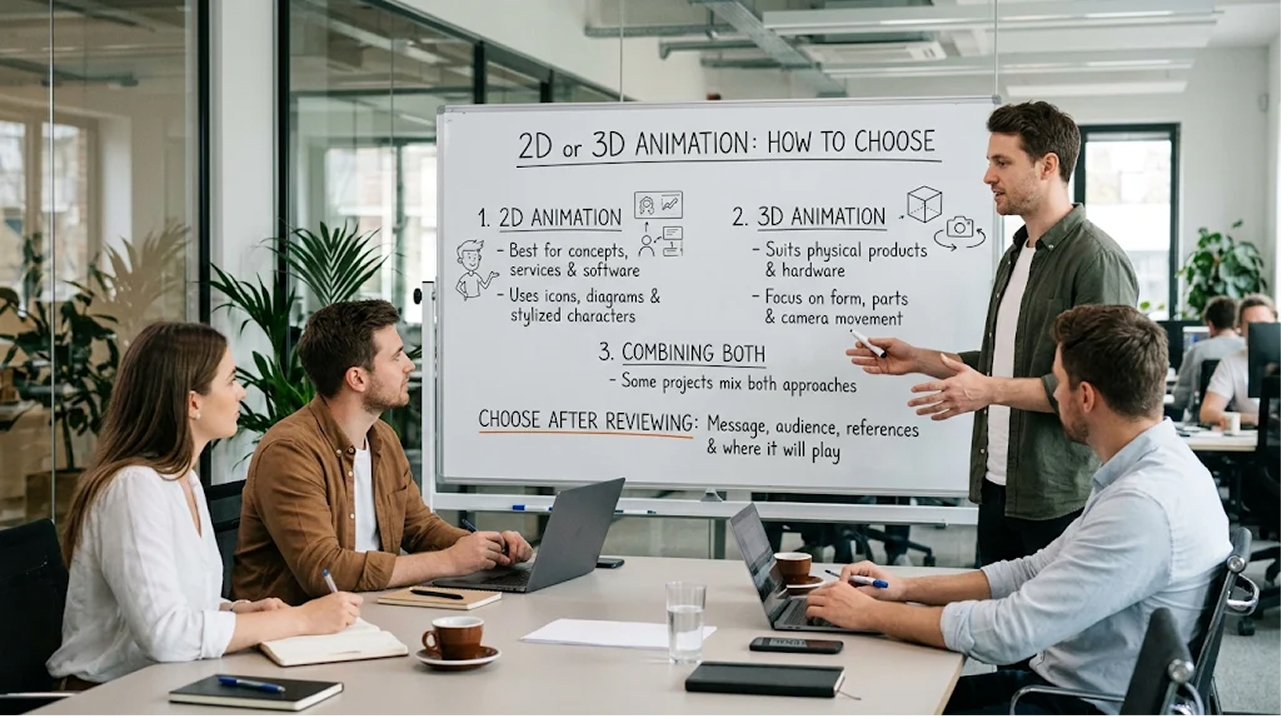 2D or 3D ANIMATION: HOW TO CHOOSE
1. 2D ANIMATION
- Best for concepts,
services & software
- Uses icons, diagrams &
stylized characters
2. 3D ANIMATION
- Suits physical products
& hardware
- Focus on form, parts
& camera movement
3. COMBINING BOTH
- Some projects mix both approaches
CHOOSE AFTER REVIEWING: Message, audience, references
& where it will play